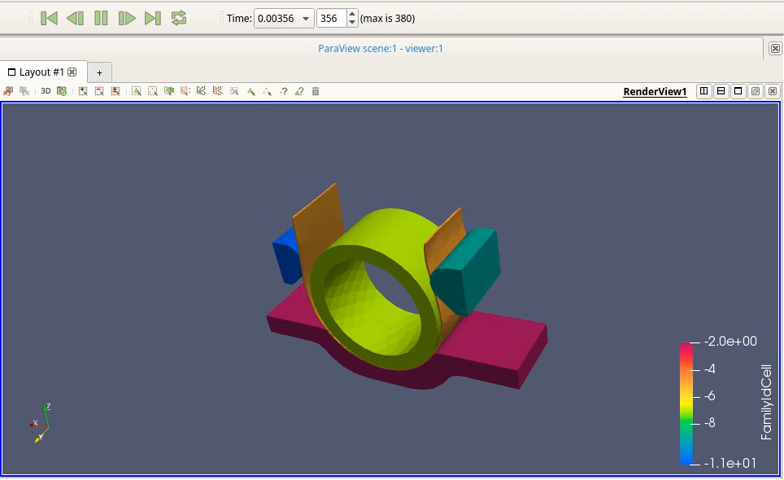 Time: 0.00356 356 (max is 380)
ParaView scene:1 - viewer:1
Layout #1 +
3D RenderView1
-2.0e+00
-4
-6
-8
-1.1e+01
FamilyIdCell
Z
X
Y